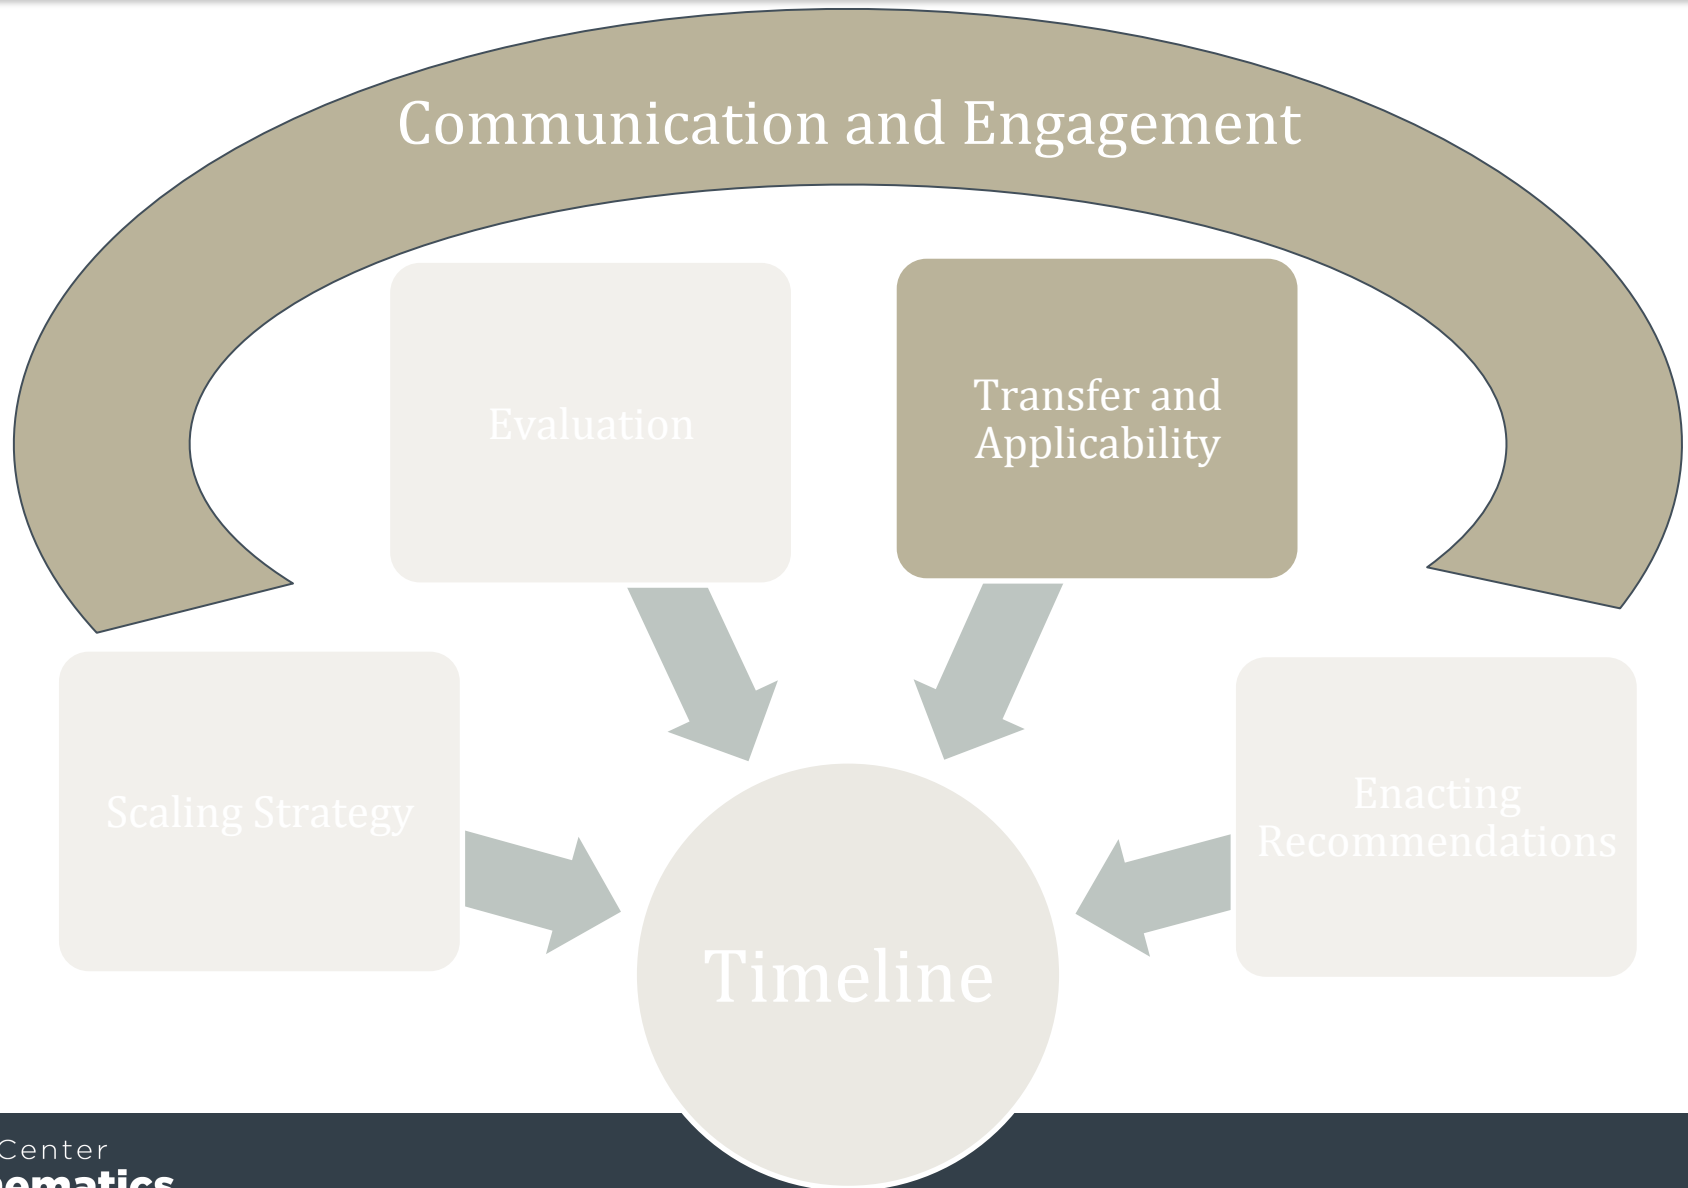 Communication and Engagement
Evaluation
Transfer and
Applicability
Scaling Strategy
Enacting
Recommendations
Timeline
Center